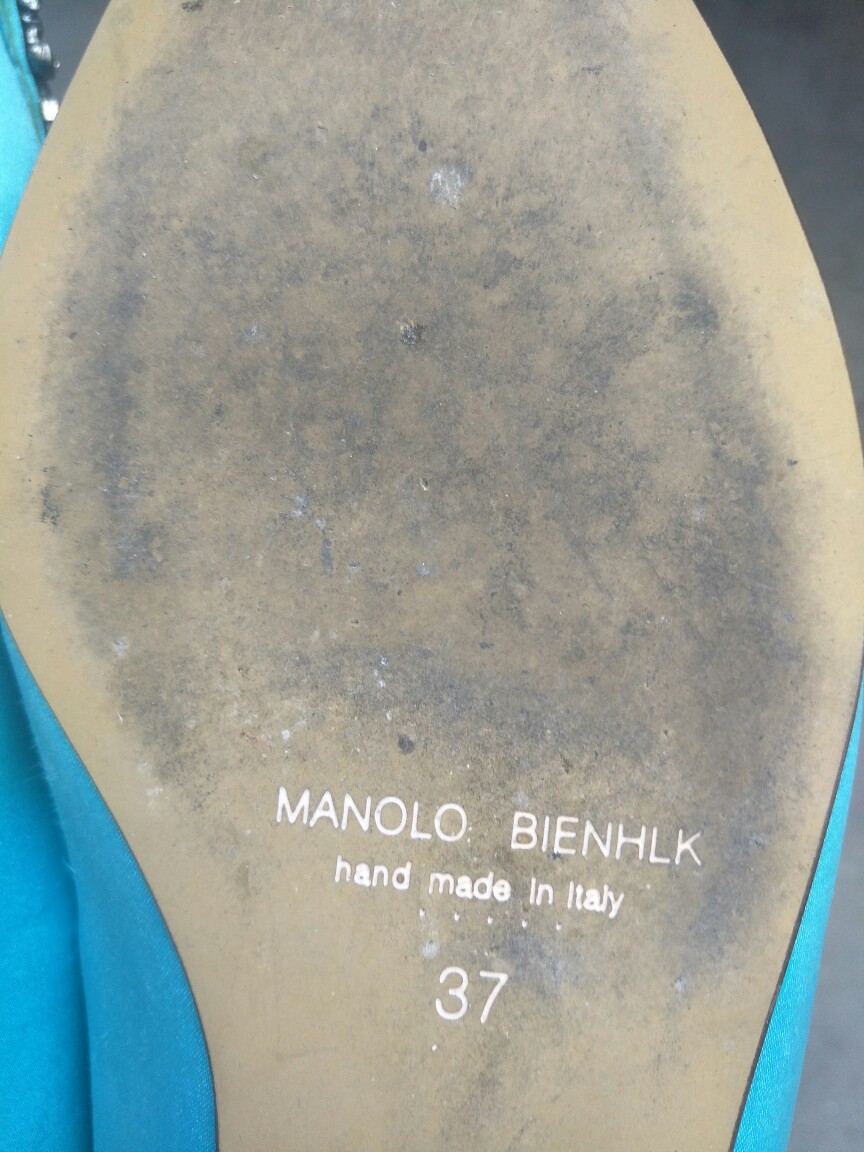 MANOLO BIENHLK
hand made in Italy
37